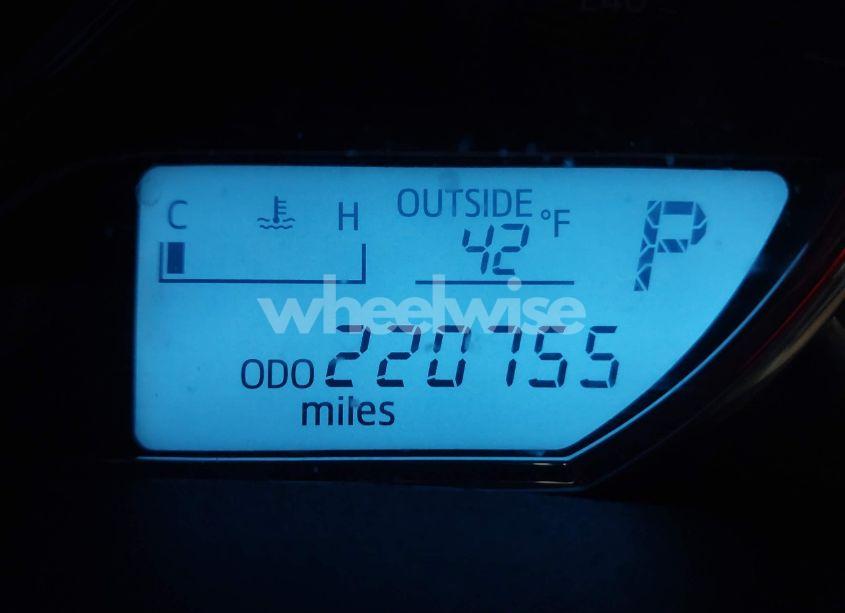 C H OUTSIDE °F P
42
wheelwise
ODO 220755
miles